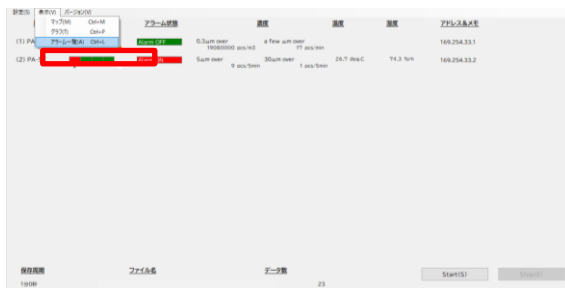 設定(S) 表示(V) バージョン(V)
マップ(M) Ctrl+M
グラフ(T) Ctrl+P
アラーム一覧(A) Ctrl+L
アラーム状態 濃度 温度 湿度 アドレス&メモ
(1) PA Alarm OFF 0.3um over a few um over 169.254.33.1
19080000 pcs/m3 ?? pcs/min
(2) PA- 5um over 30um over 26.7 degC 74.3 %rh 169.254.33.2
9 pcs/5min 1 pcs/5min
保存周期 ファイル名 データ数 Start(S)
190秒 23